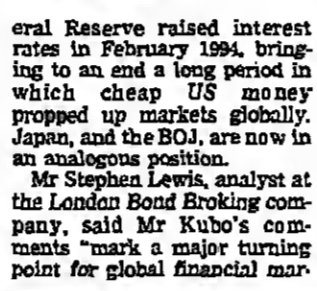 eral Reserve raised interest
rates in February 1994, bring-
ing to an end a long period in
which cheap US money
propped up markets globally.
Japan, and the BOJ, are now in
an analogous position.
Mr Stephen Lewis, analyst at
the London Bond Broking com-
pany, said Mr Kubo's com-
ments "mark a major turning
point for global financial mar-